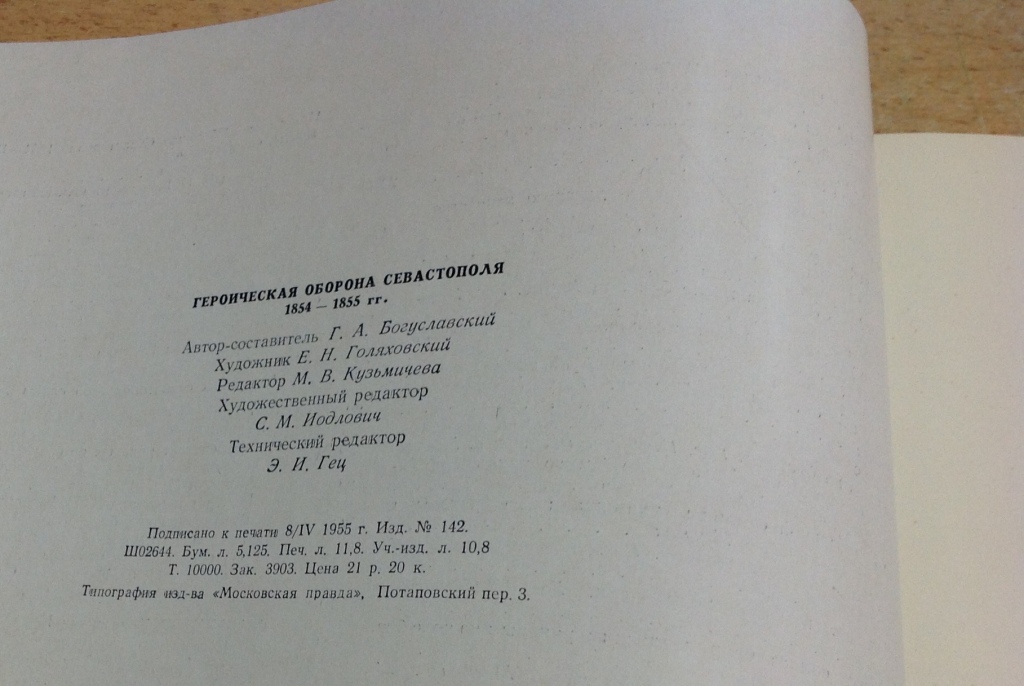 ГЕРОИЧЕСКАЯ ОБОРОНА СЕВАСТОПОЛЯ
1854 — 1855 гг.
Автор-составитель Г. А. Богуславский
Художник Е. Н. Голяховский
Редактор М. В. Кузьмичева
Художественный редактор
С. М. Иодлович
Технический редактор
Э. И. Гец
Подписано к печати 8/IV 1955 г. Изд. № 142.
Ш02644. Бум. л. 5,125. Печ. л. 11,8. Уч.-изд. л. 10,8
Т. 10000. Зак. 3903. Цена 21 р. 20 к.
Типография изд-ва «Московская правда», Потаповский пер. 3.